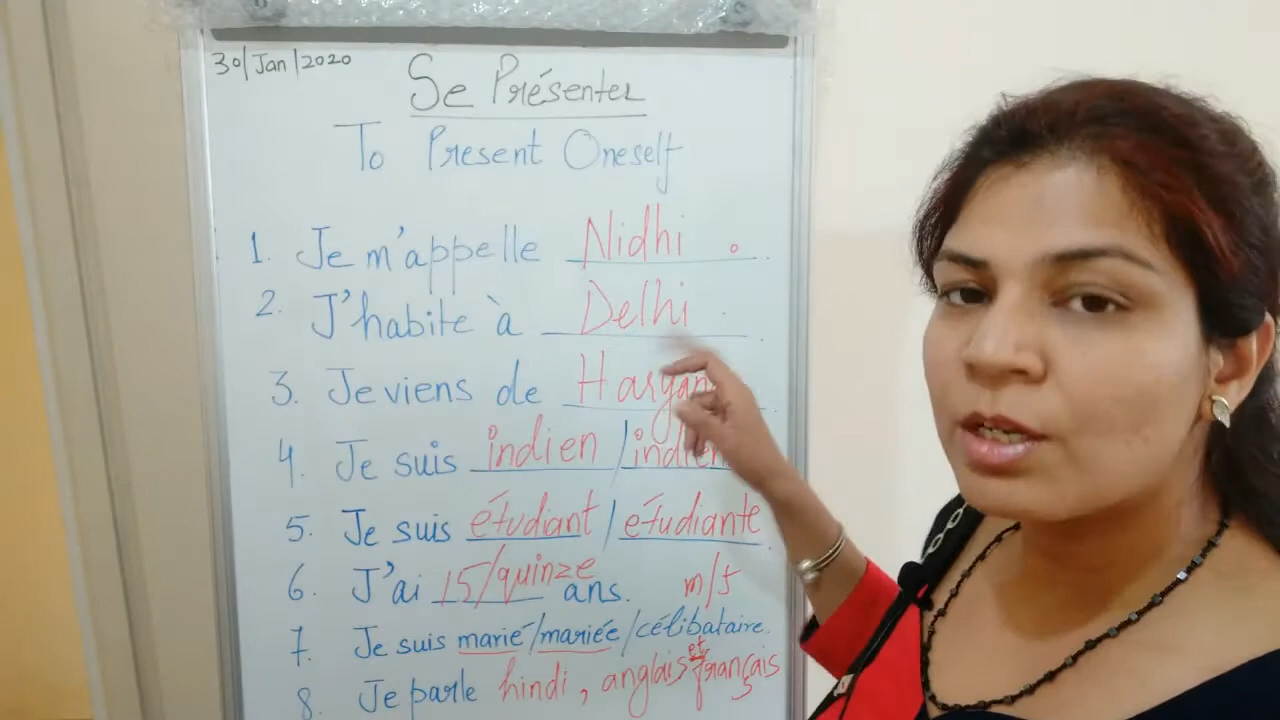 30/Jan/2020
Se Présenter
To Present Oneself
1. Je m'appelle Nidhi .
2. J'habite à Delhi .
3. Je viens de
4. Je suis indien /
5. Je suis étudiant / étudiante .
6. J'ai 15/quinze ans. m/f
7. Je suis marié/mariée/célibataire.
8. Je parle hindi, anglais et français